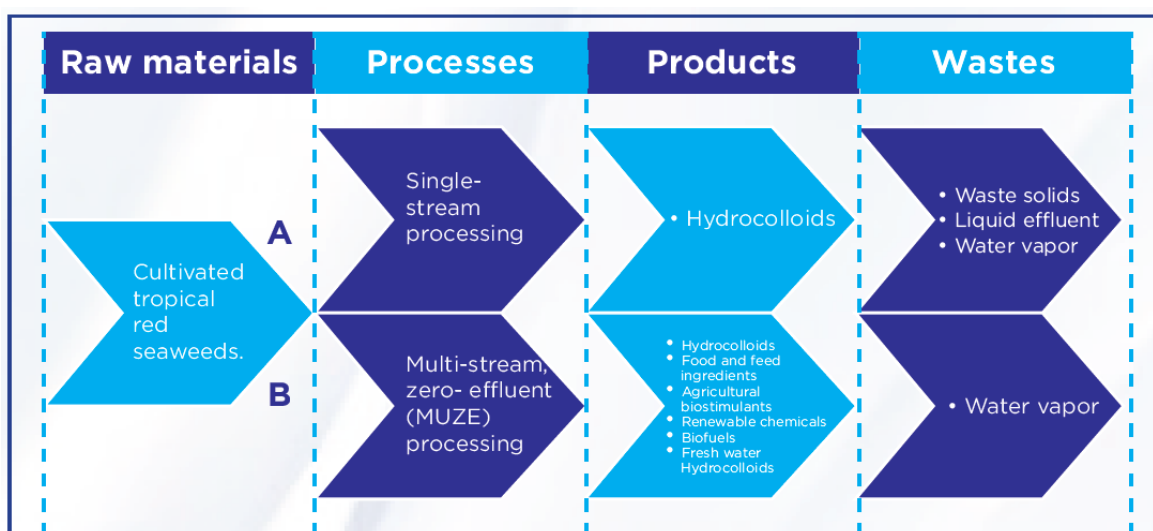 Raw materials
Processes
Products
Wastes
A
Cultivated
tropical
red
seaweeds.
B
Single-
stream
processing
• Hydrocolloids
• Waste solids
• Liquid effluent
• Water vapor
Multi-stream,
zero- effluent
(MUZE)
processing
• Hydrocolloids
• Food and feed
ingredients
• Agricultural
biostimulants
• Renewable chemicals
• Biofuels
• Fresh water
Hydrocolloids
• Water vapor